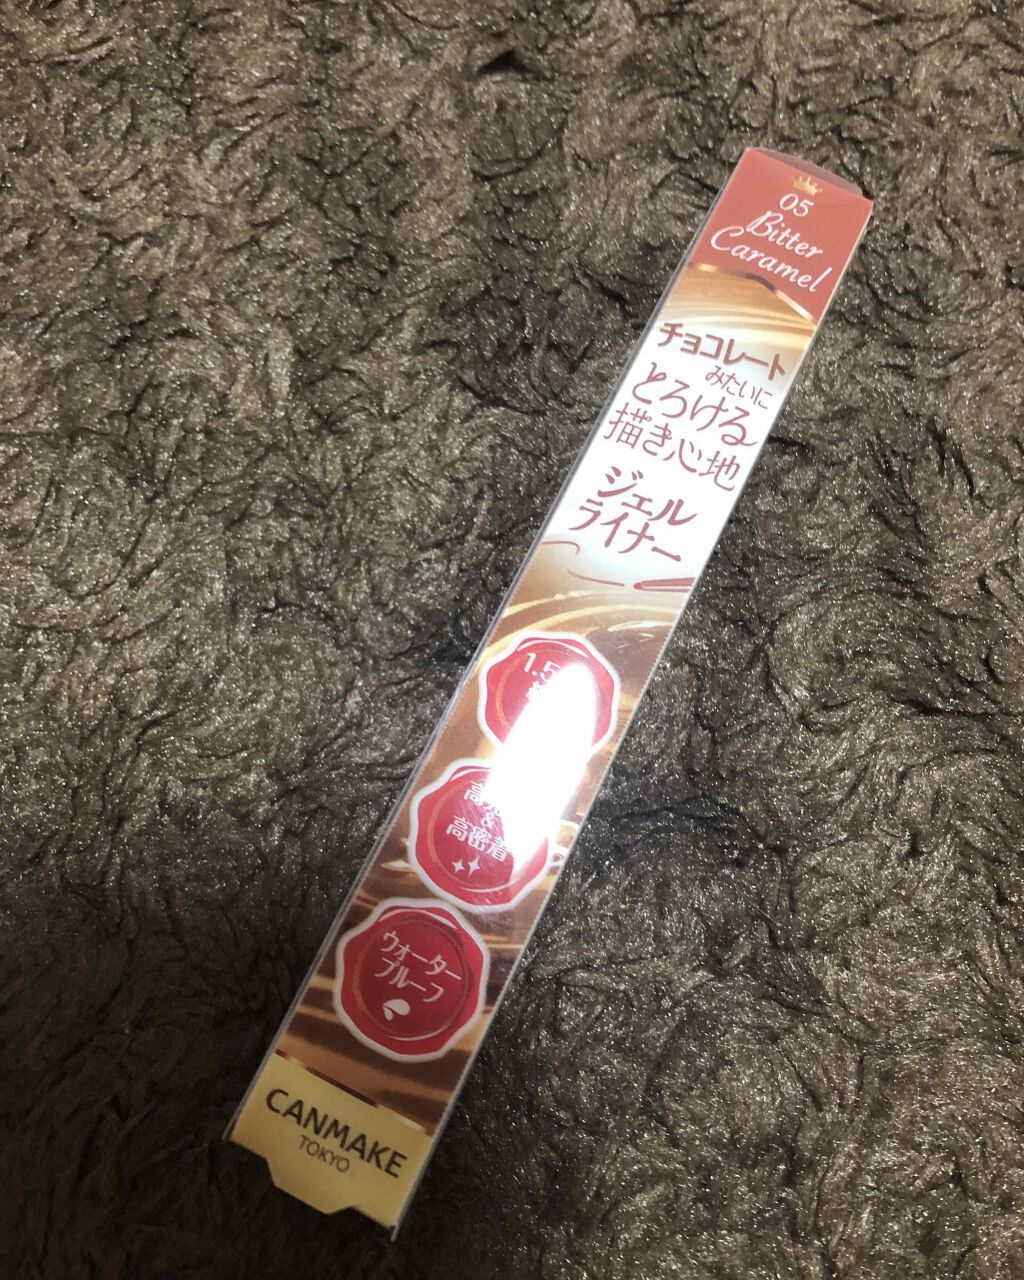 05
Bitter
Caramel
チョコレート
みたいに
とろける
描き心地
ジェル
ライナー
1.5
&
高密着
ウォーター
プルーフ
CANMAKE
TOKYO